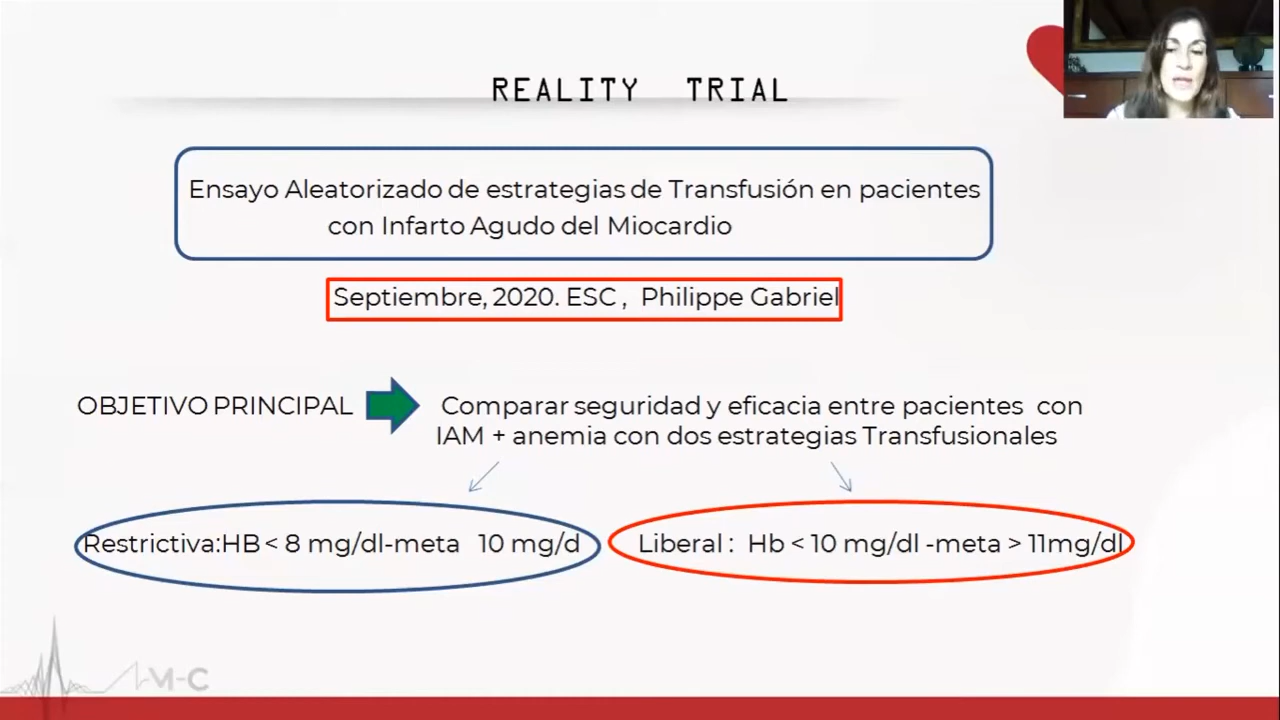 REALITY TRIAL
Ensayo Aleatorizado de estrategias de Transfusión en pacientes
con Infarto Agudo del Miocardio
Septiembre, 2020. ESC , Philippe Gabriel
OBJETIVO PRINCIPAL
Comparar seguridad y eficacia entre pacientes con
IAM + anemia con dos estrategias Transfusionales
Restrictiva:HB < 8 mg/dl-meta 10 mg/d
Liberal : Hb < 10 mg/dl -meta > 11mg/dl
M-C